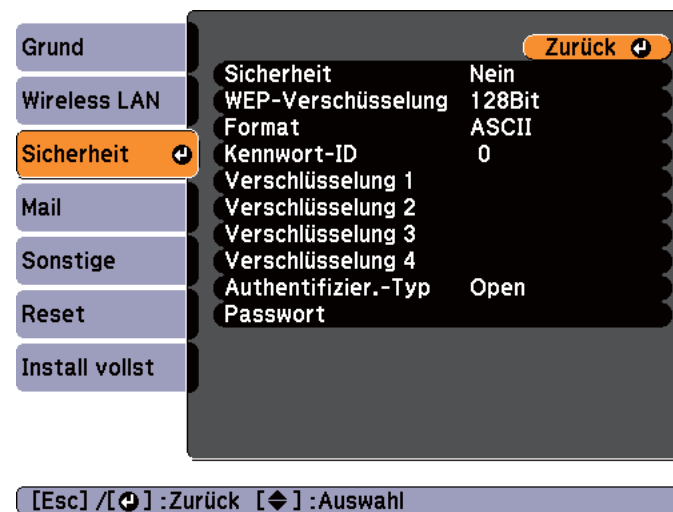 Grund
Wireless LAN
Sicherheit
Mail
Sonstige
Reset
Install vollst
Zurück
Sicherheit Nein
WEP-Verschüsselung 128Bit
Format ASCII
Kennwort-ID 0
Verschlüsselung 1
Verschlüsselung 2
Verschlüsselung 3
Verschlüsselung 4
Authentifizier.-Typ Open
Passwort
[Esc] /[⏎] :Zurück [◆] :Auswahl